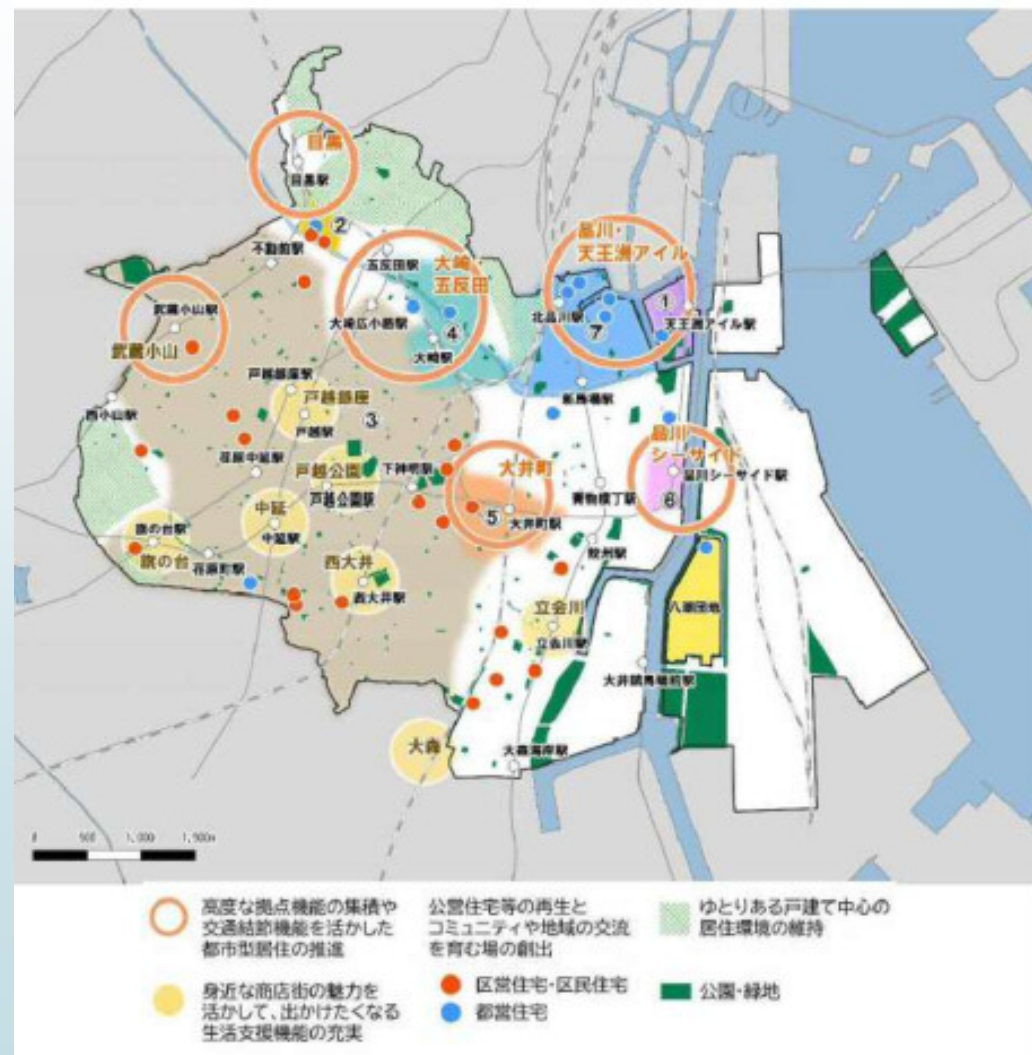 目黒
目黒駅
②
不動前駅
五反田駅
大崎・
五反田
品川・
天王洲アイル
武蔵小山駅
武蔵小山
大崎広小路駅
④
大崎駅
北品川駅
⑦
①
天王洲アイル駅
戸越銀座駅
戸越銀座
戸越駅
③
新馬場駅
西小山駅
荏原中延駅
戸越公園
戸越公園駅
下神明駅
大井町
⑤
大井町駅
青物横丁駅
品川
シーサイド
品川シーサイド駅
⑥
旗の台駅
旗の台
中延
中延駅
荏原町駅
西大井
西大井駅
鮫洲駅
八潮団地
立会川
立会川駅
大井競馬場前駅
大森
大森海岸駅
0 500 1,000 1,500m
高度な拠点機能の集積や
交通結節機能を活かした
都市型居住の推進
身近な商店街の魅力を
活かして、出かけたくなる
生活支援機能の充実
公営住宅等の再生と
コミュニティや地域の交流
を育む場の創出
区営住宅・区民住宅
都営住宅
ゆとりある戸建て中心の
居住環境の維持
公園・緑地